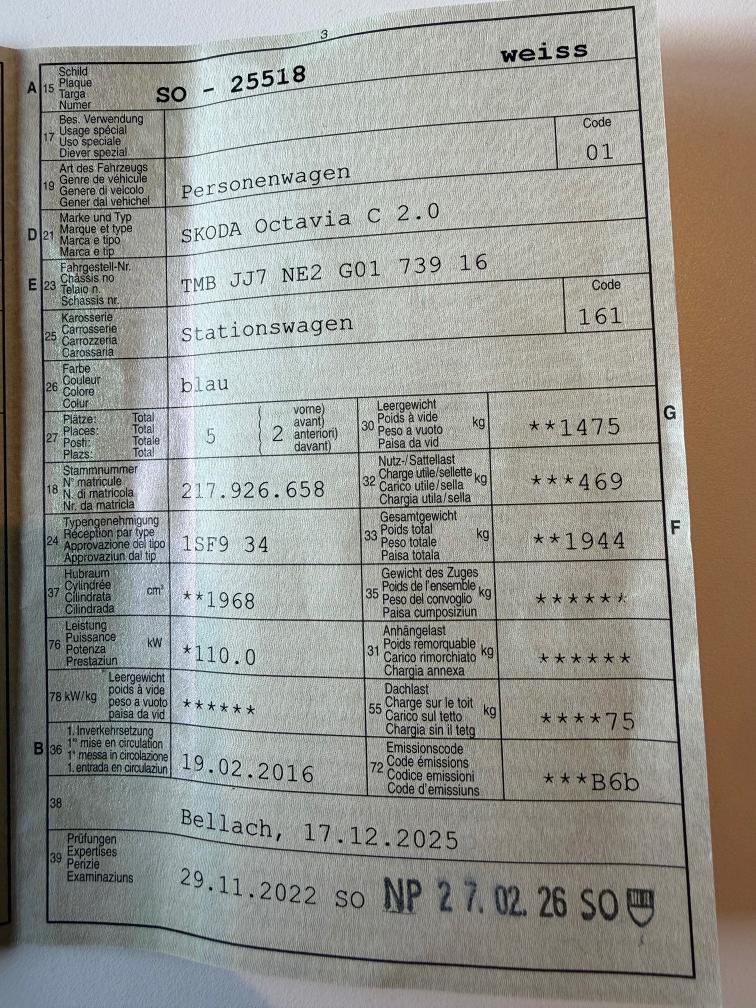 3
A 15 Schild
Plaque
Targa
Numer
SO - 25518 weiss
17 Bes. Verwendung
Usage spécial
Uso speciale
Diever spezial
Code
01
19 Art des Fahrzeugs
Genre de véhicule
Genere di veicolo
Gener dal vehichel
Personenwagen
D 21 Marke und Typ
Marque et type
Marca e tipo
Marca e tip
SKODA Octavia C 2.0
E 23 Fahrgestell-Nr.
Châssis no
Telaio n.
Schassis nr.
TMB JJ7 NE2 G01 739 16
25 Karosserie
Carrosserie
Carrozzeria
Carossaria
Stationswagen
Code
161
26 Farbe
Couleur
Colore
Colur
blau
27 Plätze: Total
Places: Total
Posti: Totale
Plazs: Total
5
2
vorne)
avant)
anteriori)
davant)
30 Leergewicht
Poids à vide
Peso a vuoto
Paisa da vid
kg
**1475
G
18 Stammnummer
N° matricule
N. di matricola
Nr. da matricla
217.926.658
32 Nutz-/Sattellast
Charge utile/sellette
Carico utile/sella
Chargia utila/sella
kg
***469
24 Typengenehmigung
Réception par type
Approvazione del tipo
Approvaziun dal tip
1SF9 34
33 Gesamtgewicht
Poids total
Peso totale
Paisa totala
kg
**1944
F
37 Hubraum
Cylindrée
Cilindrata
Cilindrada
cm³
**1968
35 Gewicht des Zuges
Poids de l'ensemble
Peso del convoglio
Paisa cumposiziun
kg
******
76 Leistung
Puissance
Potenza
Prestaziun
kW
*110.0
31 Anhängelast
Poids remorquable
Carico rimorchiato
Chargia annexa
kg
******
78 kW/kg
Leergewicht
poids à vide
peso a vuoto
paisa da vid
******
55 Dachlast
Charge sur le toit
Carico sul tetto
Chargia sin il tetg
kg
****75
B 36 1. Inverkehrsetzung
1re mise en circulation
1a messa in circolazione
1. entrada en circulaziun
19.02.2016
72 Emissionscode
Code émissions
Codice emissioni
Code d'emissiuns
***B6b
38
Bellach, 17.12.2025
39 Prüfungen
Expertises
Perizie
Examinaziuns
29.11.2022 SO NP 27.02.26 SO